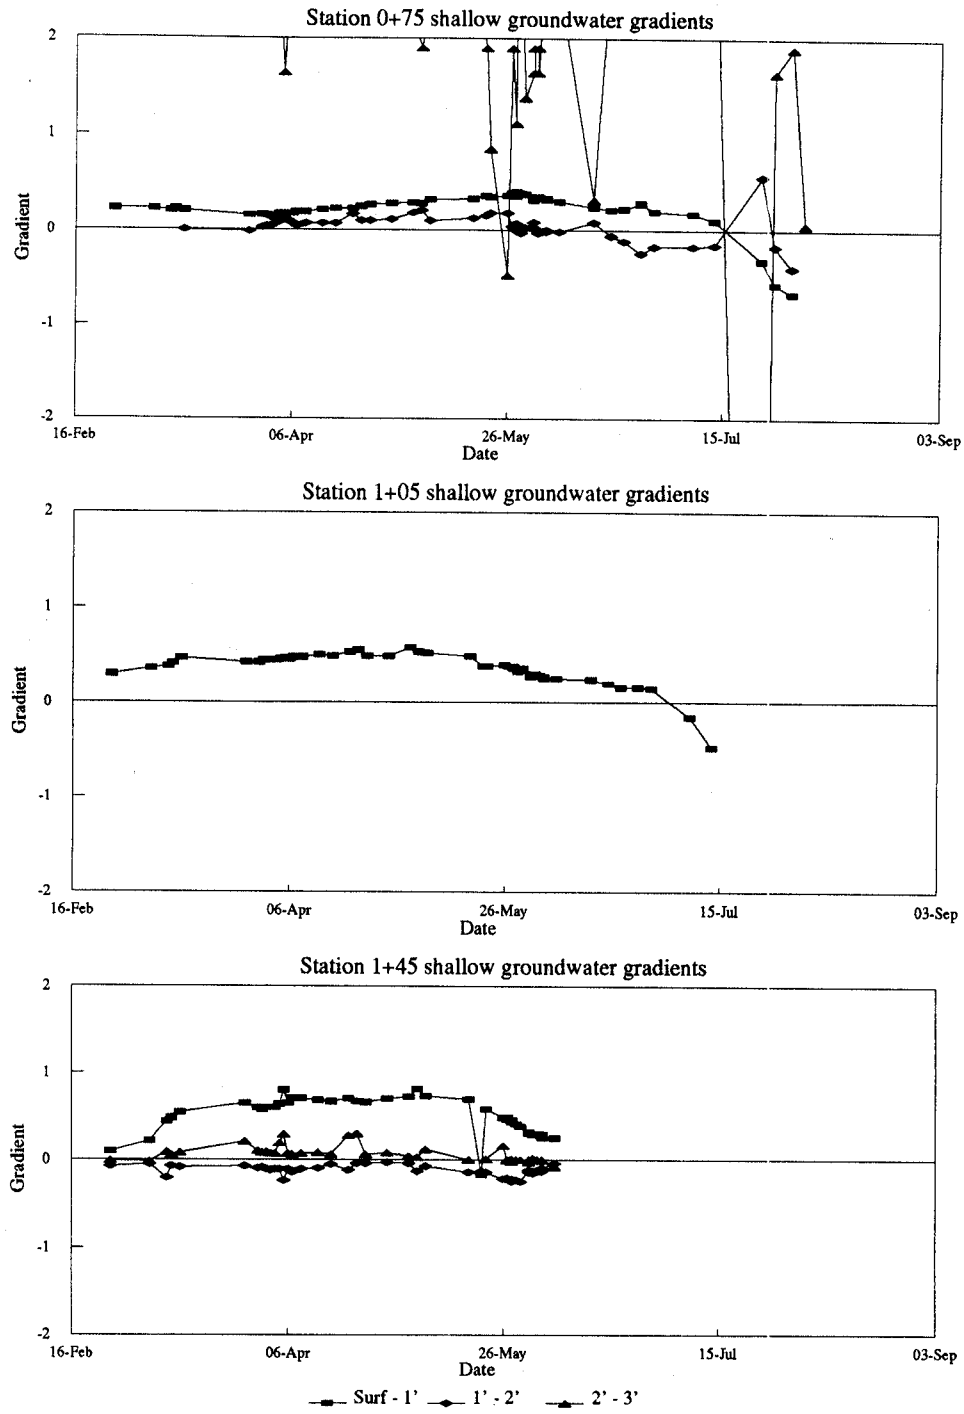 Station 0+75 shallow groundwater gradients
2
1
0
-1
-2
Gradient
16-Feb 06-Apr 26-May 15-Jul 03-Sep
Date
Station 1+05 shallow groundwater gradients
2
1
0
-1
-2
Gradient
16-Feb 06-Apr 26-May 15-Jul 03-Sep
Date
Station 1+45 shallow groundwater gradients
2
1
0
-1
-2
Gradient
16-Feb 06-Apr 26-May 15-Jul 03-Sep
Date
Surf - 1' 1' - 2' 2' - 3'